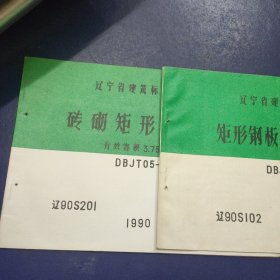 辽宁省建筑标
砖砌矩形
有效容积3.75
DBJT05-
辽90S201
1990
辽宁省建
矩形钢板
DB
辽90S102